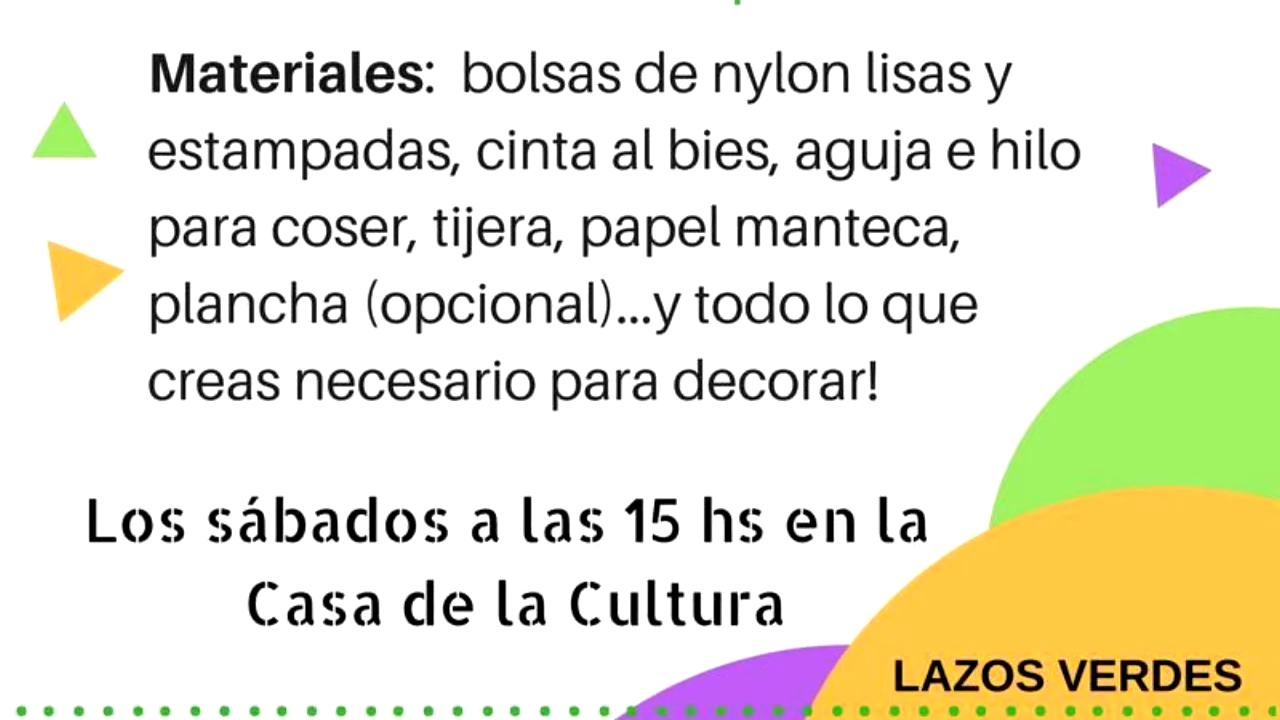 Materiales: bolsas de nylon lisas y
estampadas, cinta al bies, aguja e hilo
para coser, tijera, papel manteca,
plancha (opcional)...y todo lo que
creas necesario para decorar!
Los sábados a las 15 hs en la
Casa de la Cultura
LAZOS VERDES